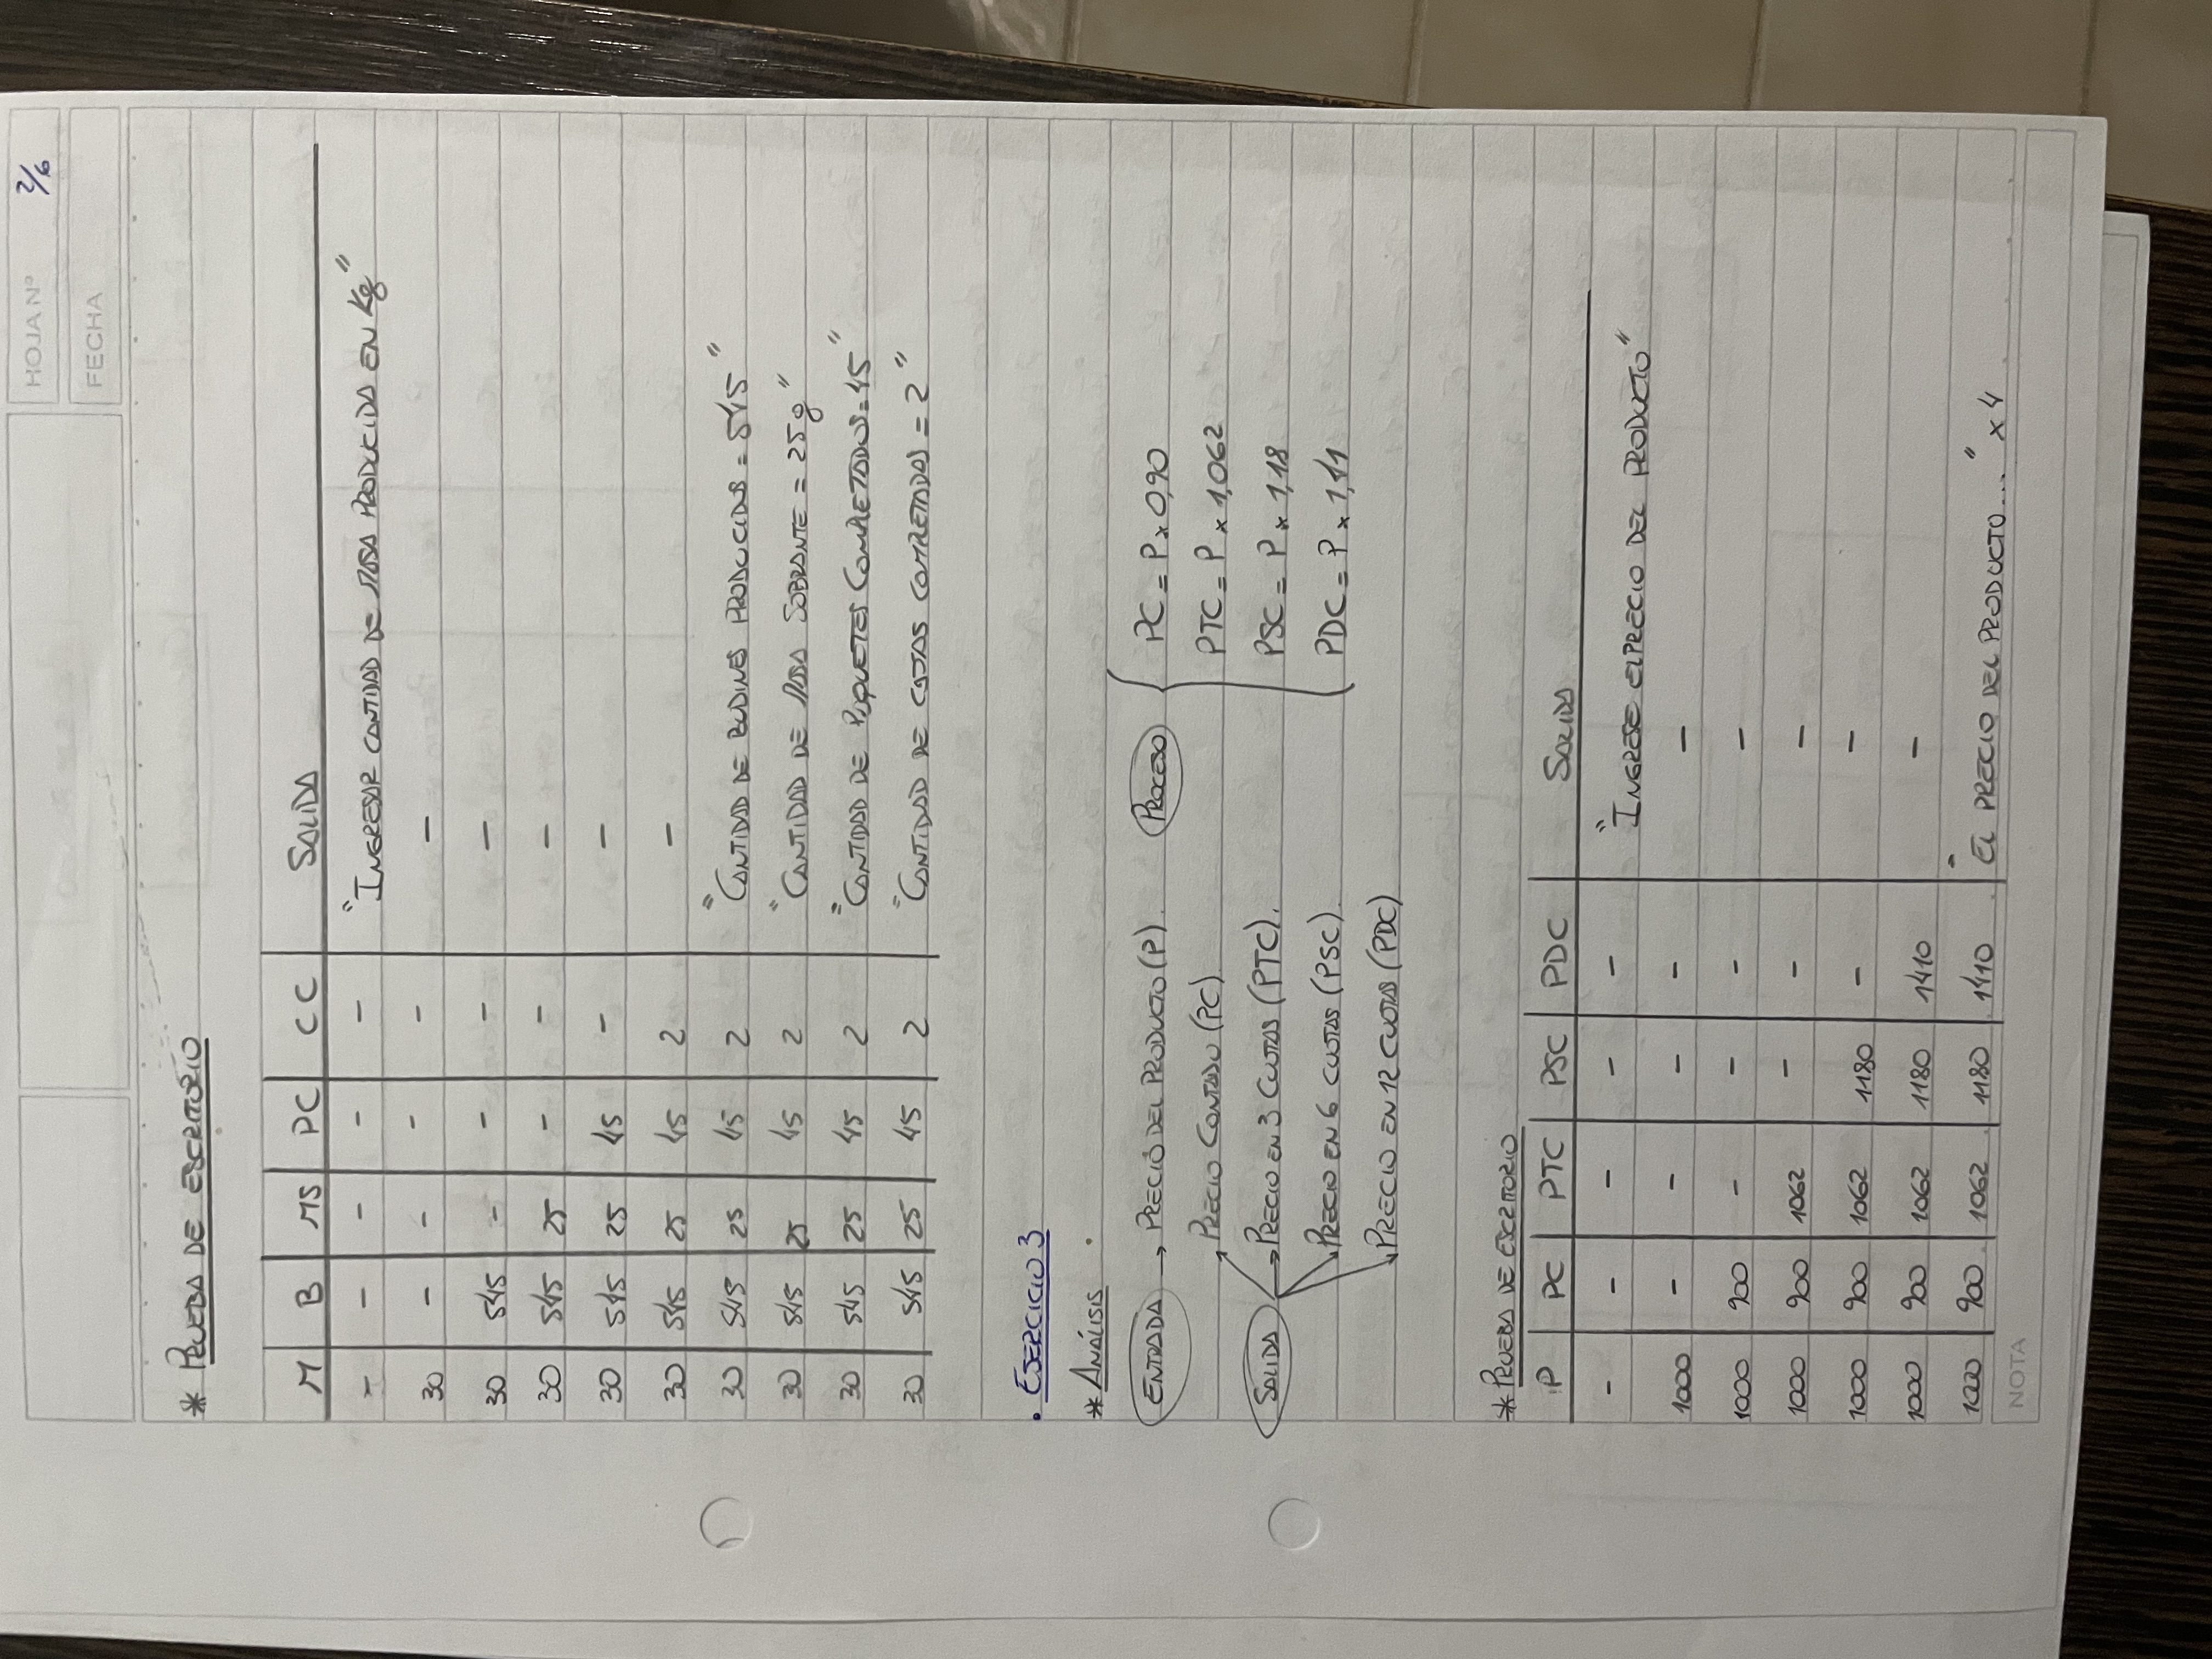 HOJA Nº 2/6
FECHA
* PRUEBA DE ESCRITORIO
M B MS PC CC SALIDA
- - - - - "INGRESAR CANTIDAD DE MASA PRODUCIDA EN Kg"
30 - - - - -
30 545 - - - -
30 545 25 - - -
30 545 25 45 - -
30 545 25 45 2 -
30 545 25 45 2 "CANTIDAD DE BUDINES PRODUCIDOS = 545"
30 545 25 45 2 "CANTIDAD DE MASA SOBRANTE = 25g"
30 545 25 45 2 "CANTIDAD DE PAQUETES COMPLETADOS = 45"
30 545 25 45 2 "CANTIDAD DE CAJAS COMPLETADAS = 2"
. EJERCICIO 3
* ANÁLISIS
ENTRADA → PRECIO DEL PRODUCTO (P). PROCESO { PC = P x 0,90
PRECIO CONTADO (PC). PTC = P x 1,062
SALIDA → PRECIO EN 3 CUOTAS (PTC). PSC = P x 1,18
PRECIO EN 6 CUOTAS (PSC). PDC = P x 1,41
PRECIO EN 12 CUOTAS (PDC)
* PRUEBA DE ESCRITORIO
P PC PTC PSC PDC SALIDA
- - - - - "INGRESE EL PRECIO DEL PRODUCTO"
1000 - - - - -
1000 900 - - - -
1000 900 1062 - - -
1000 900 1062 1180 - -
1000 900 1062 1180 1410 -
1000 900 1062 1180 1410 "EL PRECIO DEL PRODUCTO..." x 4
NOTA